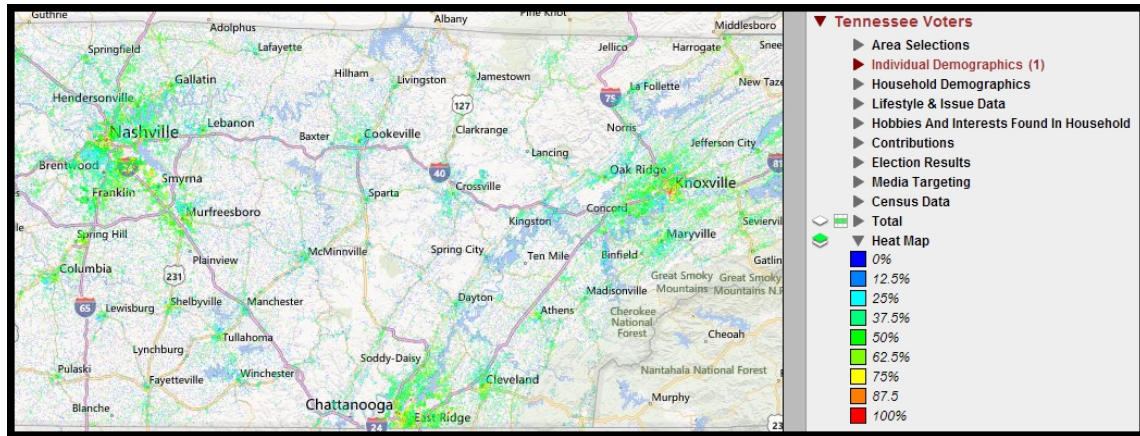 Guthrie
Adolphus
Albany
Pine Knot
Middlesboro
Springfield
Lafayette
Jellico
Harrogate
Snee
Gallatin
Hilham
Livingston
Jamestown
75
La Follette
New Taze
Hendersonville
127
Nashville
Lebanon
Baxter
Cookeville
Clarkrange
Norris
Jefferson City
Brentwood
Lancing
Oak Ridge
81
40
Knoxville
Franklin
Smyrna
Sparta
Crossville
Murfreesboro
Kingston
Concord
Seviervil
Spring Hill
McMinnville
Spring City
Maryville
Plainview
Ten Mile
Binfield
Gatlin
Columbia
231
Great Smoky
Mountains
Great Smoky
Mountains N.P
Dayton
Madisonville
65
Lewisburg
Shelbyville
Manchester
Athens
Cherokee
National
Forest
Cheoah
Tullahoma
Lynchburg
Soddy-Daisy
Pulaski
Fayetteville
Winchester
Cleveland
Nantahala National Forest
Murphy
Blanche
Chattanooga
East Ridge
24
23
Tennessee Voters
Area Selections
Individual Demographics (1)
Household Demographics
Lifestyle & Issue Data
Hobbies And Interests Found In Household
Contributions
Election Results
Media Targeting
Census Data
Total
Heat Map
0%
12.5%
25%
37.5%
50%
62.5%
75%
87.5
100%